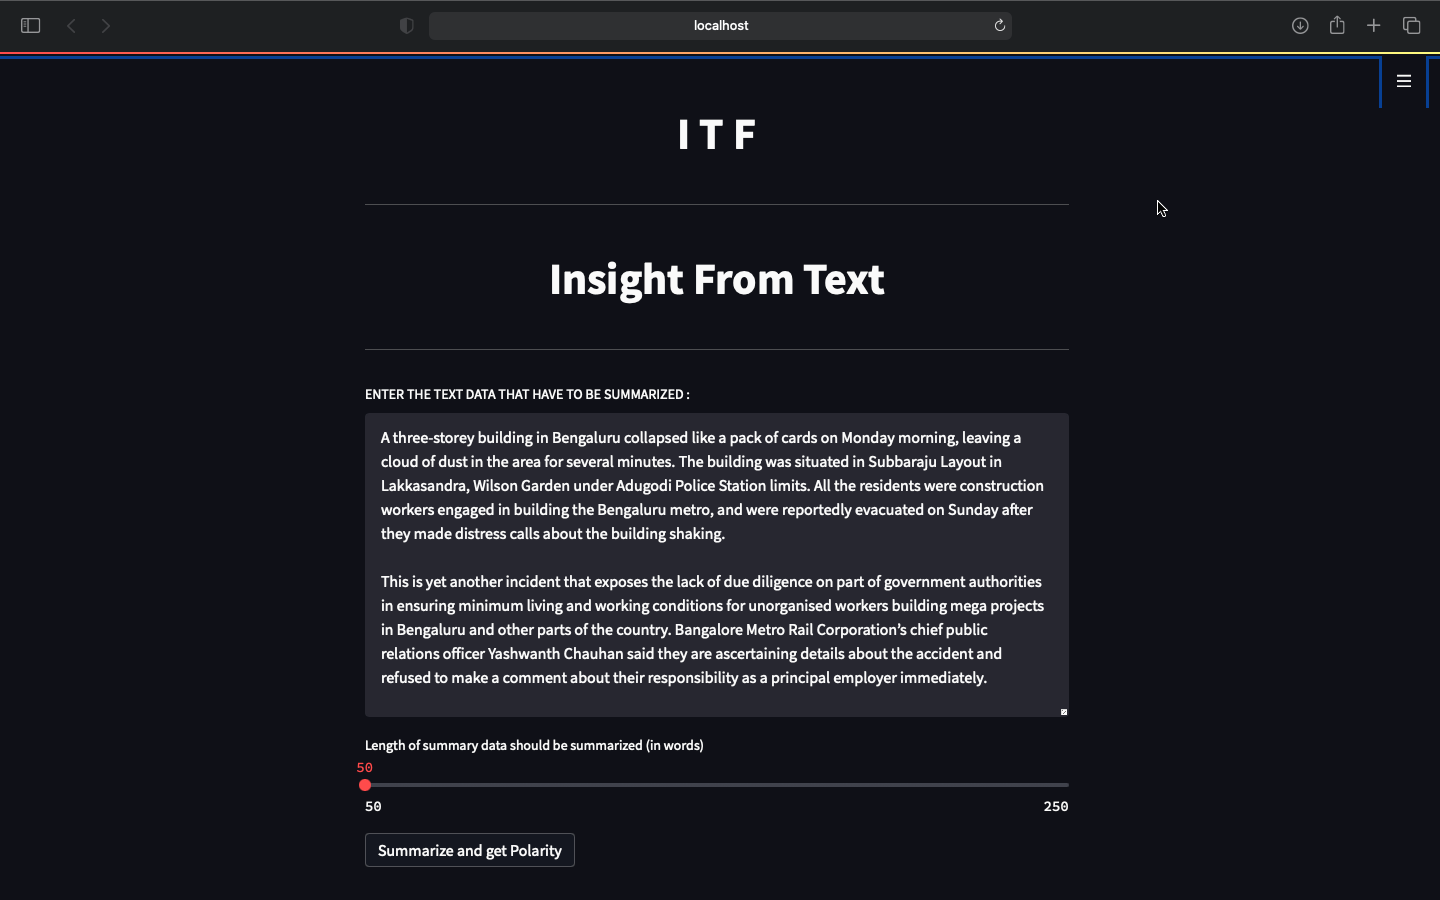 localhost
I T F
Insight From Text
ENTER THE TEXT DATA THAT HAVE TO BE SUMMARIZED :
A three-storey building in Bengaluru collapsed like a pack of cards on Monday morning, leaving a
cloud of dust in the area for several minutes. The building was situated in Subbaraju Layout in
Lakkasandra, Wilson Garden under Adugodi Police Station limits. All the residents were construction
workers engaged in building the Bengaluru metro, and were reportedly evacuated on Sunday after
they made distress calls about the building shaking.
This is yet another incident that exposes the lack of due diligence on part of government authorities
in ensuring minimum living and working conditions for unorganised workers building mega projects
in Bengaluru and other parts of the country. Bangalore Metro Rail Corporation’s chief public
relations officer Yashwanth Chauhan said they are ascertaining details about the accident and
refused to make a comment about their responsibility as a principal employer immediately.
Length of summary data should be summarized (in words)
50
50 250
Summarize and get Polarity